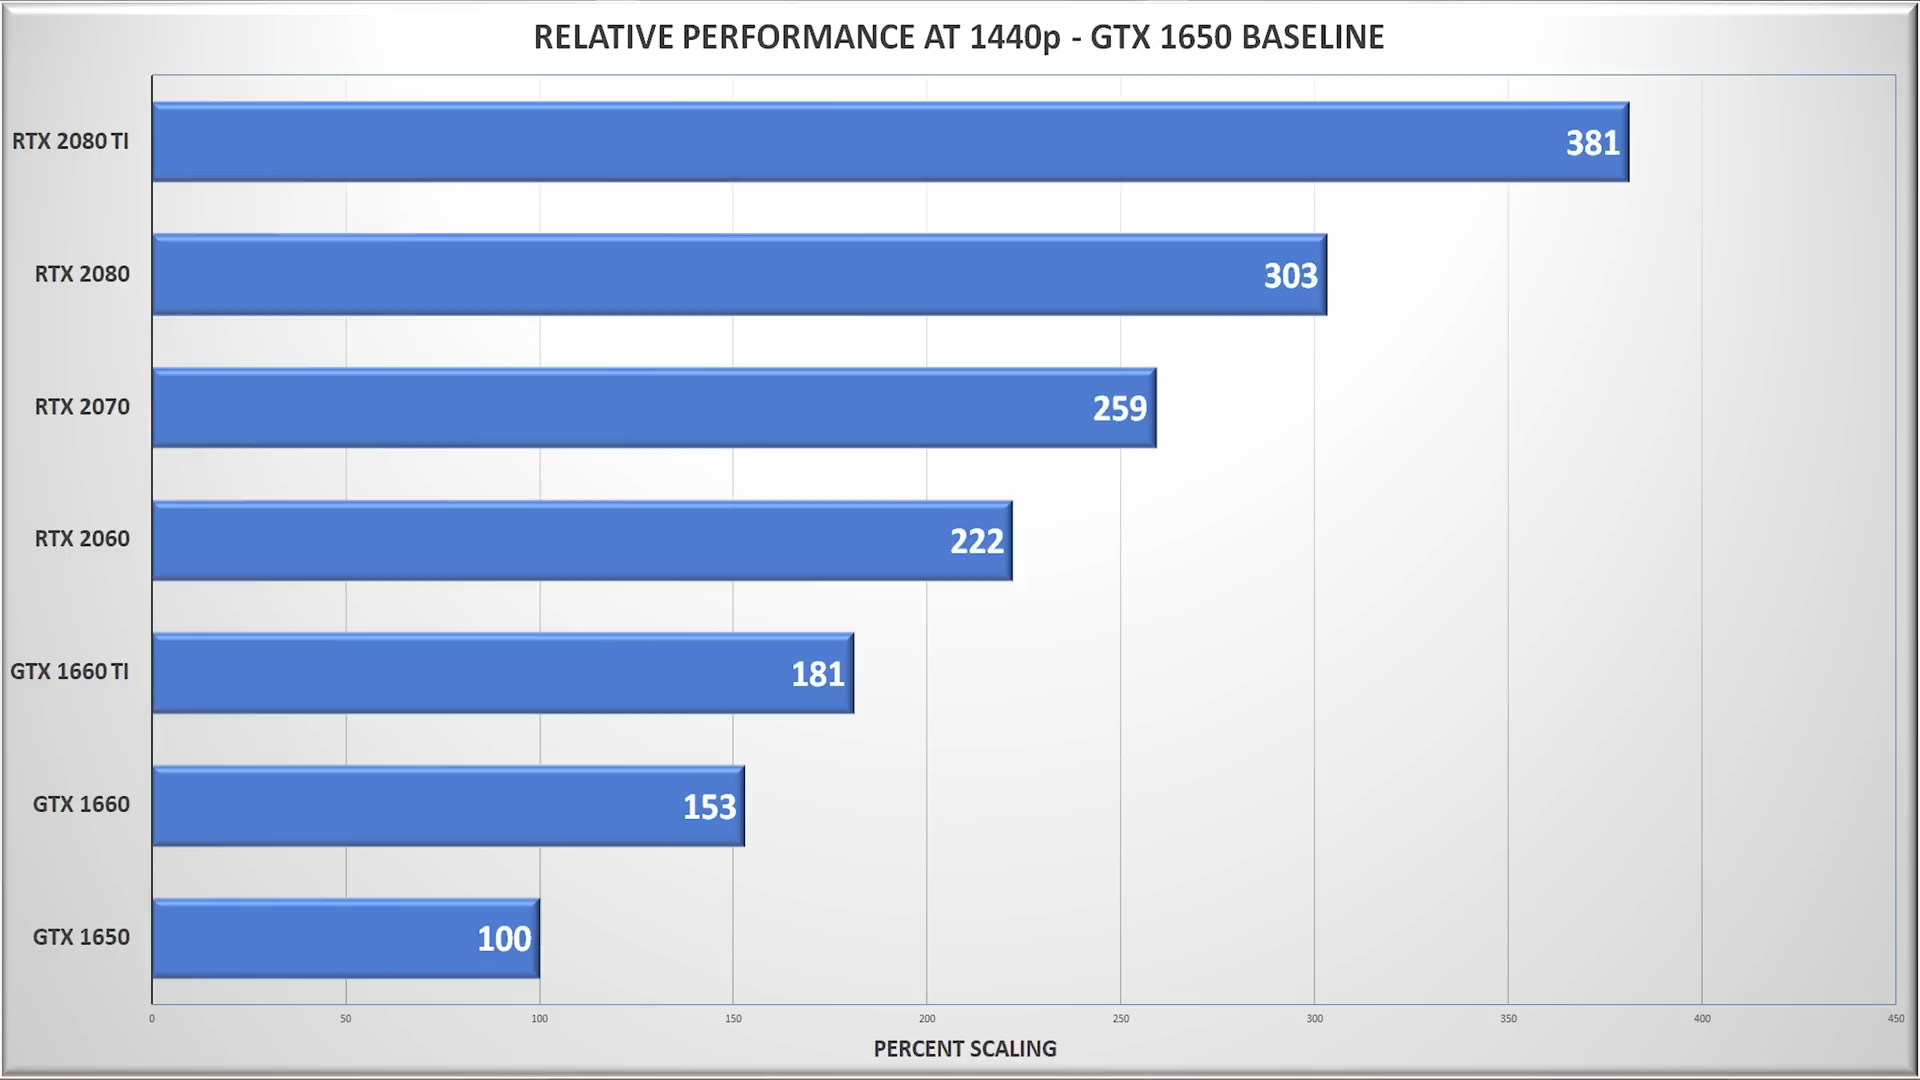 RELATIVE PERFORMANCE AT 1440p - GTX 1650 BASELINE
RTX 2080 TI 381
RTX 2080 303
RTX 2070 259
RTX 2060 222
GTX 1660 TI 181
GTX 1660 153
GTX 1650 100
0 50 100 150 200 250 300 350 400 450
PERCENT SCALING